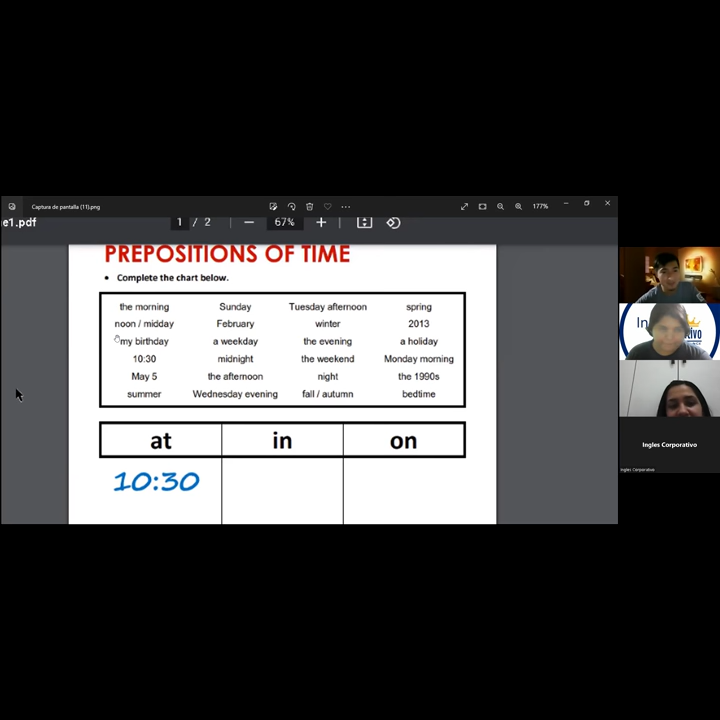 Captura de pantalla (11).png
177%
e1.pdf
1 / 2
67%
PREPOSITIONS OF TIME
• Complete the chart below.
the morning Sunday Tuesday afternoon spring
noon / midday February winter 2013
my birthday a weekday the evening a holiday
10:30 midnight the weekend Monday morning
May 5 the afternoon night the 1990s
summer Wednesday evening fall / autumn bedtime
at in on
10:30
Ingles Corporativo
Ingles Corporativo